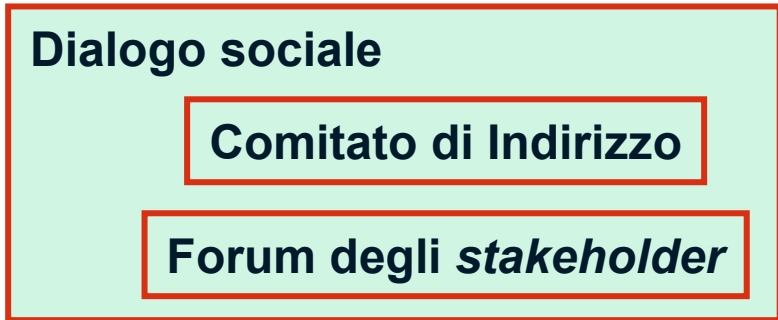 Dialogo sociale
Comitato di Indirizzo
Forum degli stakeholder